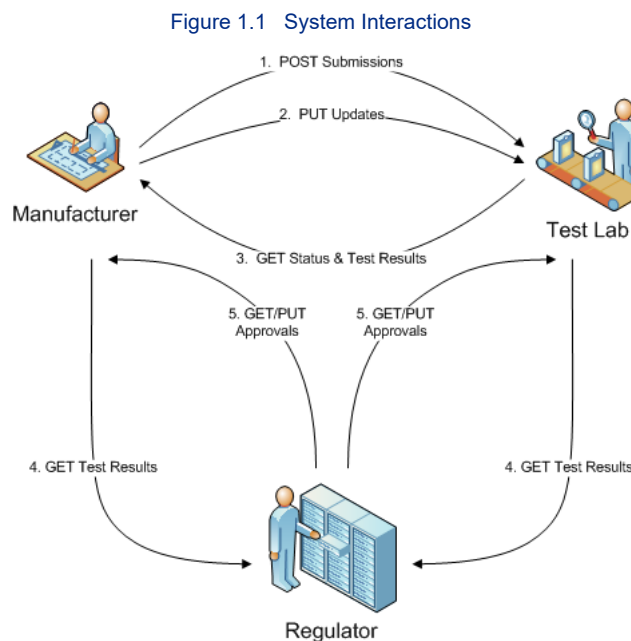 Figure 1.1   System Interactions
1.  POST Submissions
2.  PUT Updates
Manufacturer
Test Lab
3.  GET Status & Test Results
5. GET/PUT
Approvals
5. GET/PUT
Approvals
4. GET Test Results
4. GET Test Results
Regulator